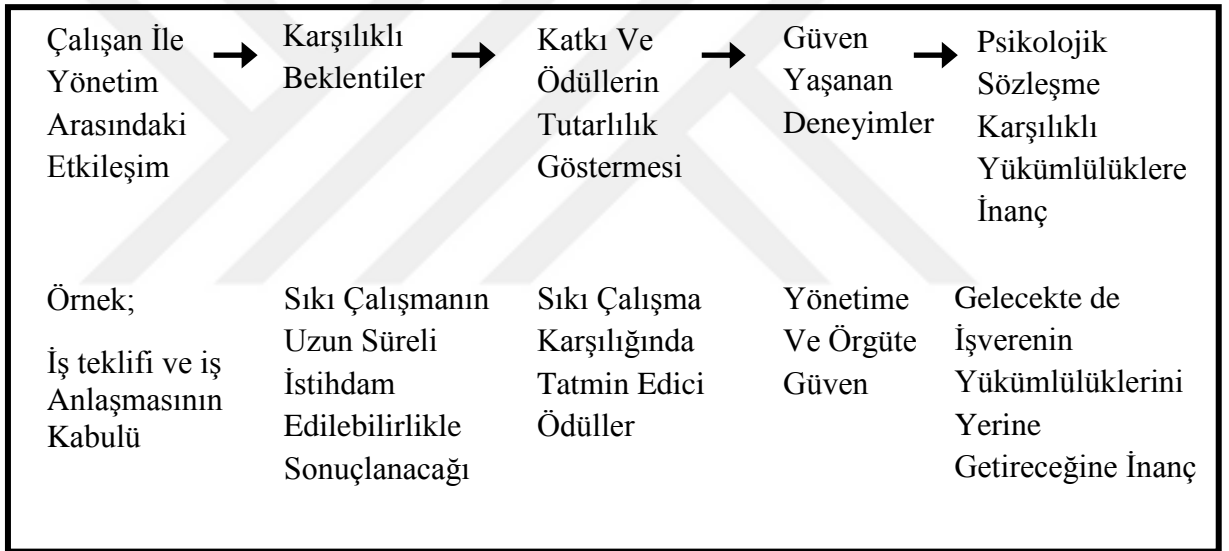 Çalışan İle
Yönetim
Arasındaki
Etkileşim
Karşılıklı
Beklentiler
Katkı Ve
Ödüllerin
Tutarlılık
Göstermesi
Güven
Yaşanan
Deneyimler
Psikolojik
Sözleşme
Karşılıklı
Yükümlülüklere
İnanç
Örnek;
İş teklifi ve iş
Anlaşmasının
Kabulü
Sıkı Çalışmanın
Uzun Süreli
İstihdam
Edilebilirlikle
Sonuçlanacağı
Sıkı Çalışma
Karşılığında
Tatmin Edici
Ödüller
Yönetime
Ve Örgüte
Güven
Gelecekte de
İşverenin
Yükümlülüklerini
Yerine
Getireceğine İnanç